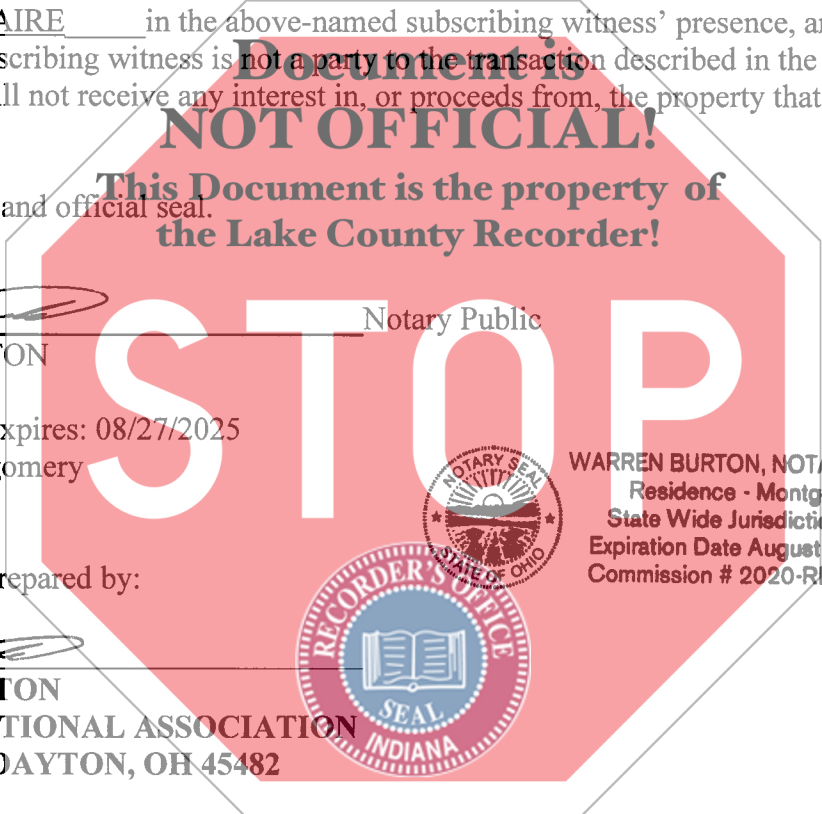 AIRE_____in the above-named subscribing witness' presence, a
scribing witness is not a party to the transaction described in the
ll not receive any interest in, or proceeds from, the property that
Document is
NOT OFFICIAL!
This Document is the property of
the Lake County Recorder!
and official seal.
Notary Public
TON
xpires: 08/27/2025
omery
STOP
NOTARY SEAL
STATE OF OHIO
WARREN BURTON, NOTA
Residence - Montg
State Wide Jurisdicti
Expiration Date August
Commission # 2020-R
repared by:
TON
TIONAL ASSOCIATION
DAYTON, OH 45482
RECORDER'S OFFICE
SEAL
INDIANA